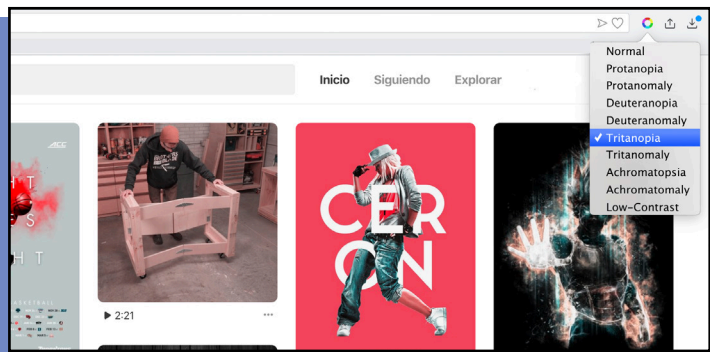 Normal
Protanopia
Protanomaly
Deuteranopia
Deuteranomaly
✓ Tritanopia
Tritanomaly
Achromatopsia
Achromatomaly
Low-Contrast
Inicio Siguiendo Explorar
ACC
H T
S
H T
BASKETBALL
2:21
...
CER
ON